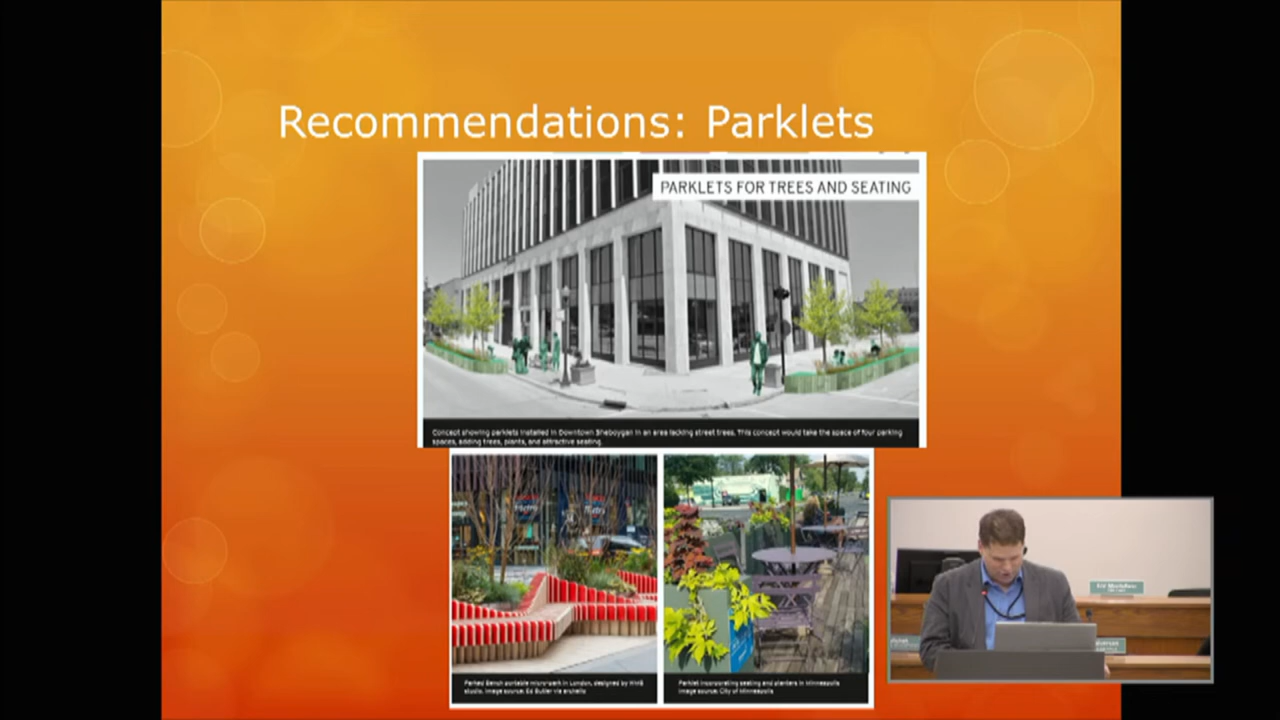 Recommendations: Parklets
PARKLETS FOR TREES AND SEATING
Concept showing parklets installed in Downtown Sheboygan in an area lacking street trees. This concept would take the space of four parking
spaces, adding trees, plants, and attractive seating.
Parked Bench portable micro-park in London, designed by WMB
studio. Image source: Ed Butler via archello
Parklet incorporating seating and planters in Minneapolis
Image source: City of Minneapolis